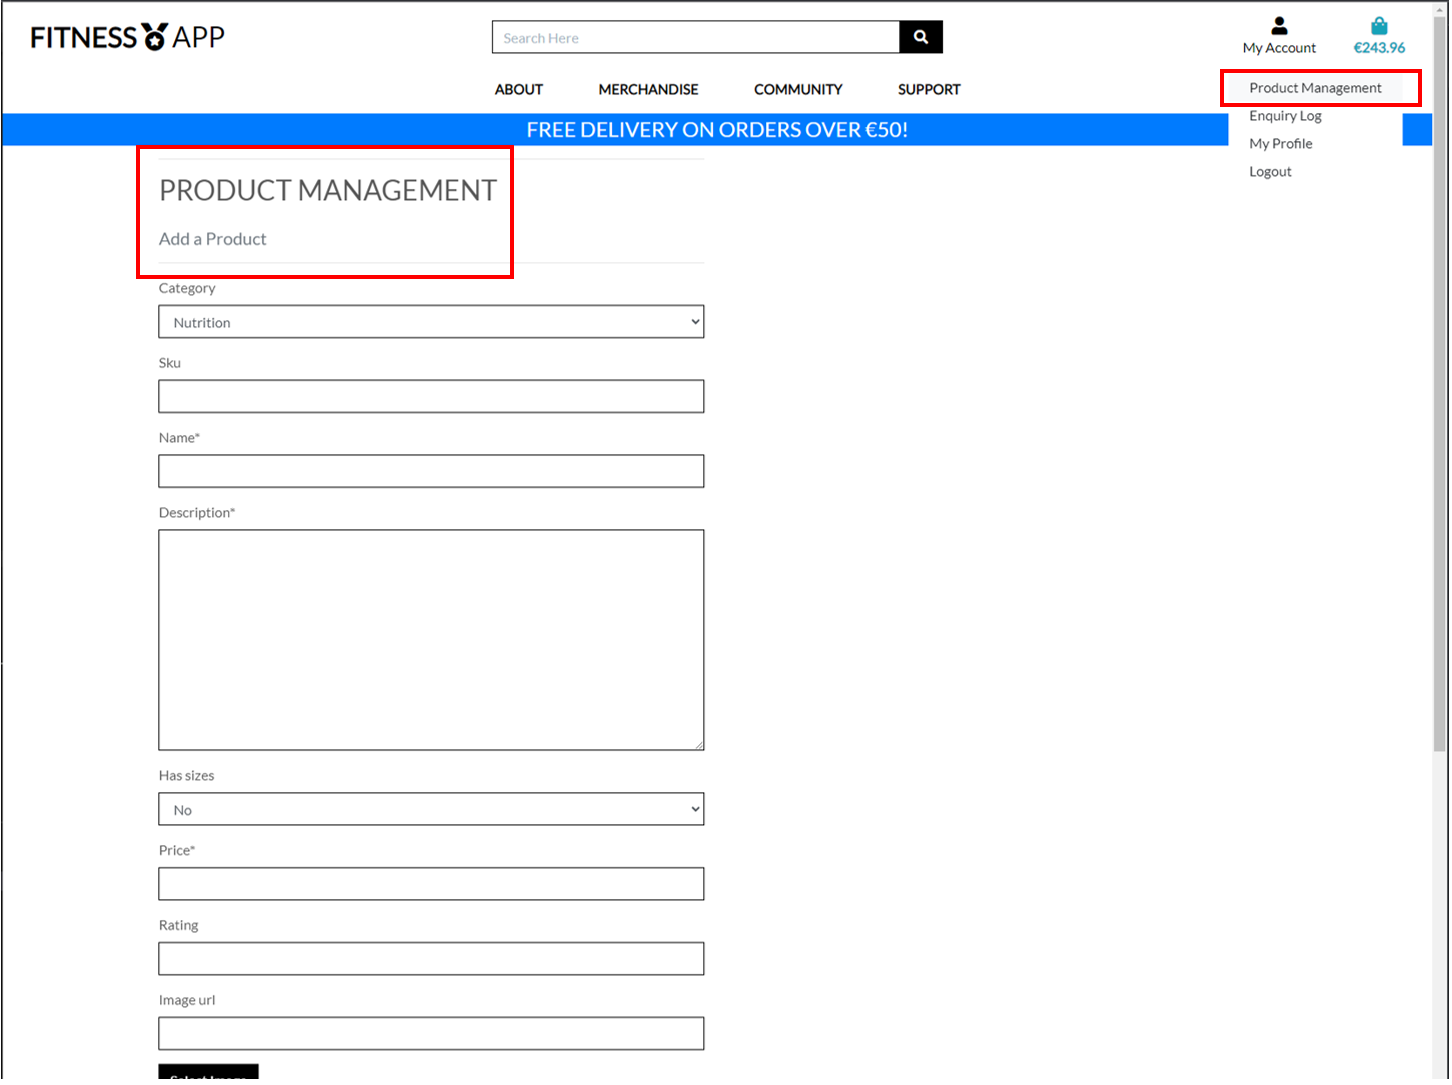 FITNESS APP
Search Here
My Account
€243.96
ABOUT
MERCHANDISE
COMMUNITY
SUPPORT
Product Management
Enquiry Log
My Profile
Logout
FREE DELIVERY ON ORDERS OVER €50!
PRODUCT MANAGEMENT
Add a Product
Category
Nutrition
Sku
Name*
Description*
Has sizes
No
Price*
Rating
Image url
Select Image